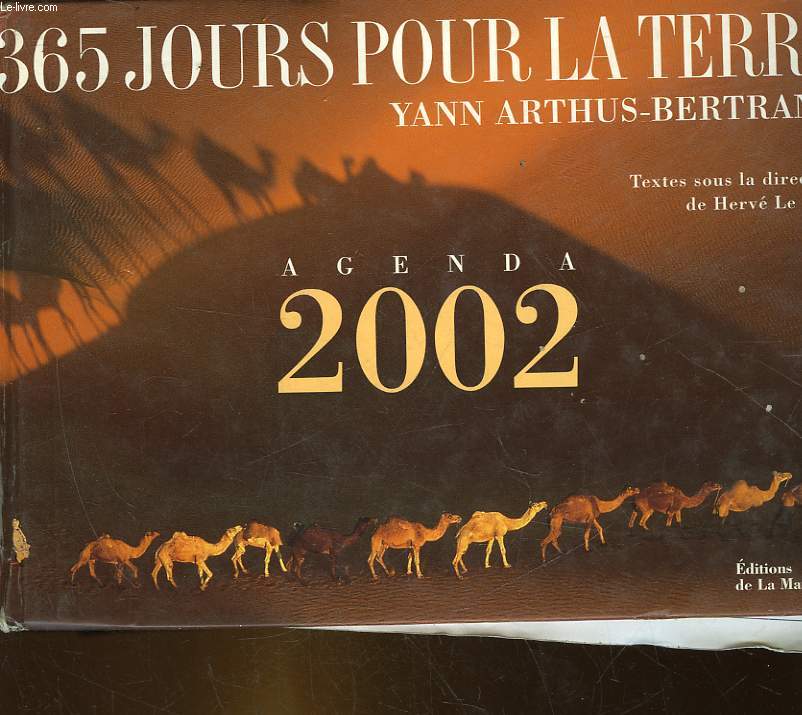 Le-livre.com
365 JOURS POUR LA TERR
YANN ARTHUS-BERTRAN
Textes sous la direc
de Hervé Le
AGENDA
2002
Éditions
de La Ma